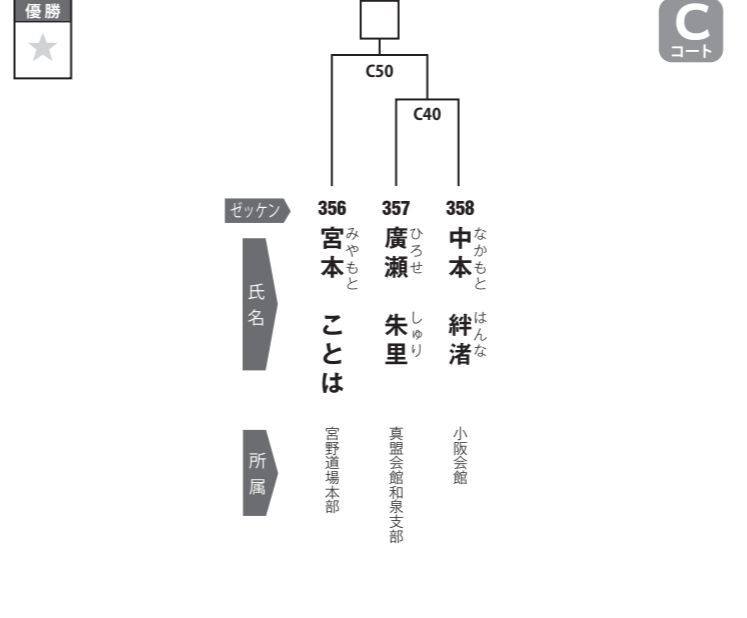 優勝
C
コート
C50
C40
ゼッケン
356
357
358
氏名
宮本 ことは
みやもと
廣瀬 朱里
ひろせ しゅり
中本 絆渚
なかもと はんな
所属
宮野道場本部
真盟会館和泉支部
小阪会館